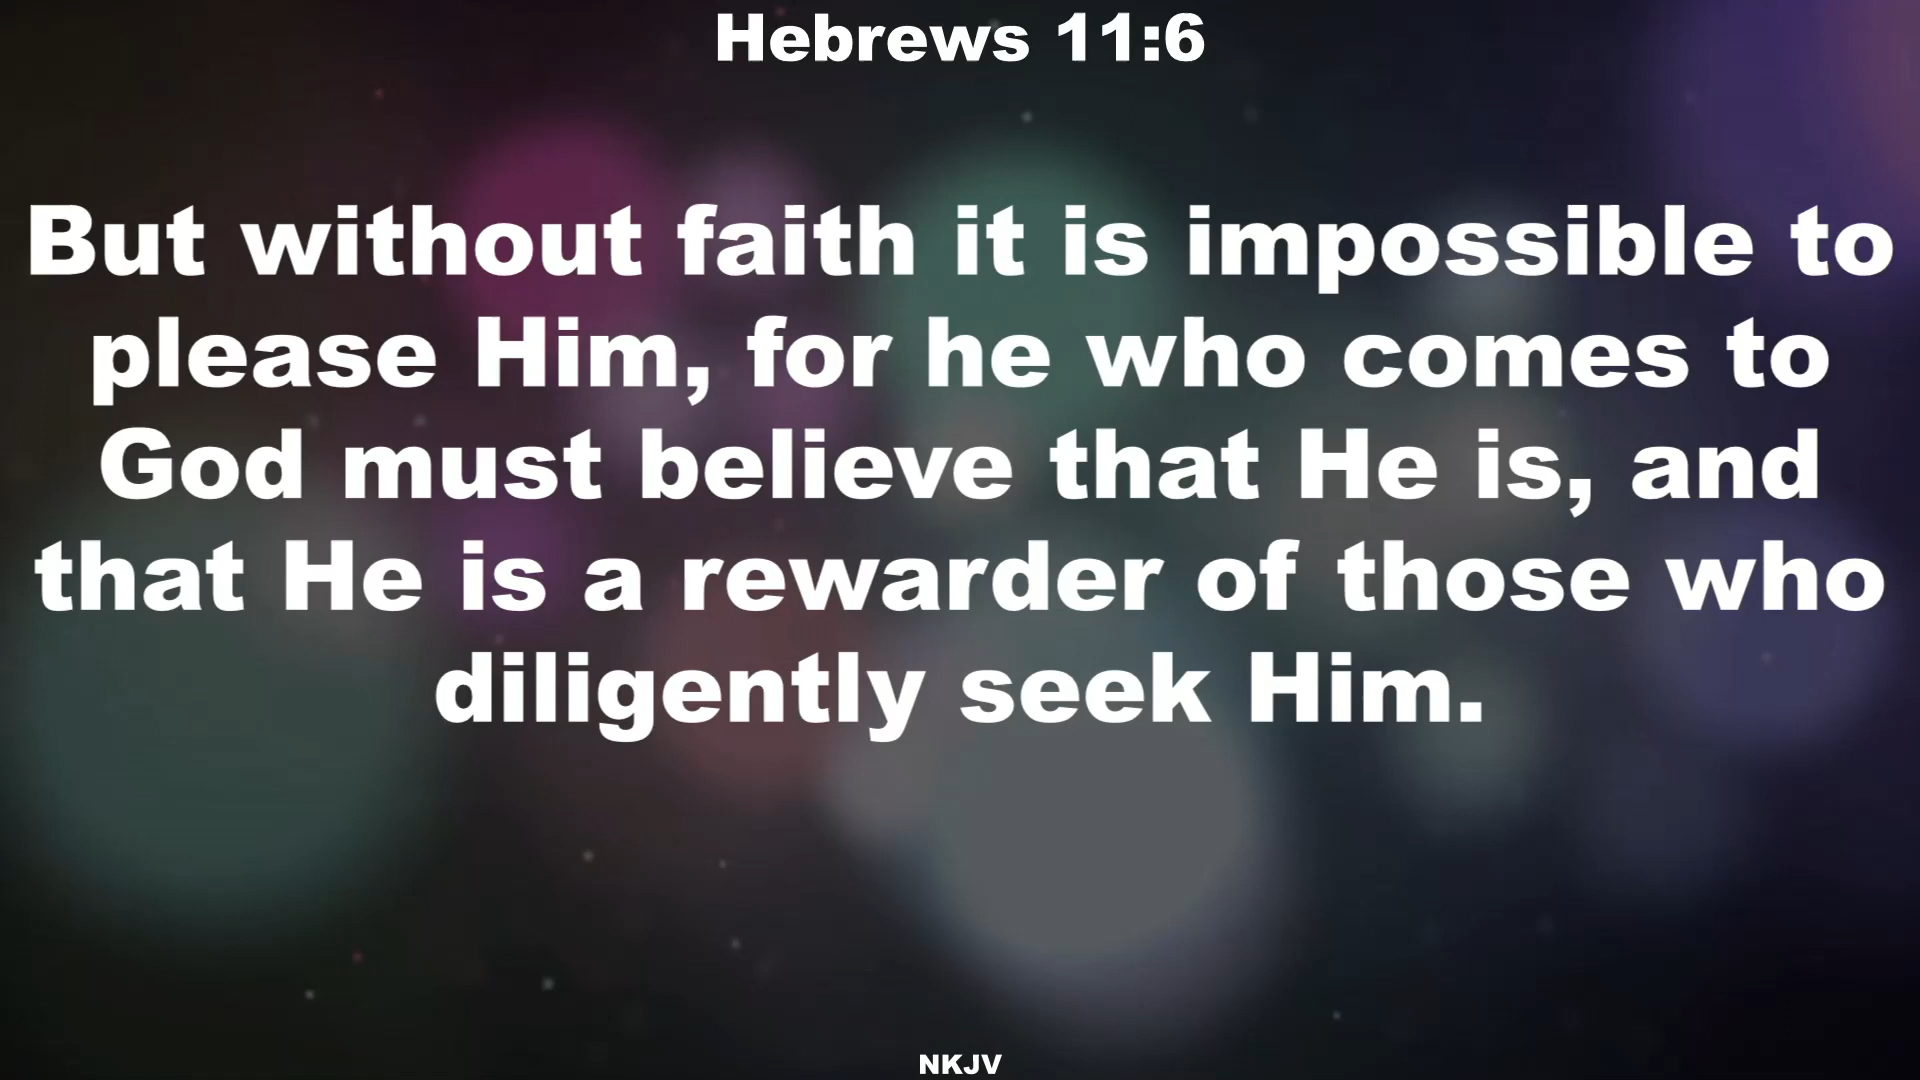 Hebrews 11:6
But without faith it is impossible to
please Him, for he who comes to
God must believe that He is, and
that He is a rewarder of those who
diligently seek Him.
NKJV